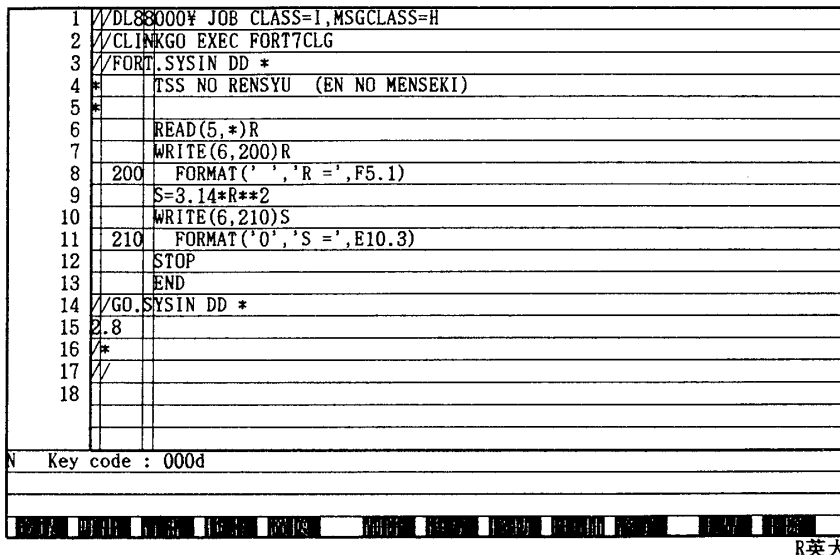 1 //DL88000¥ JOB CLASS=I,MSGCLASS=H
2 //CLINKGO EXEC FORT7CLG
3 //FORT.SYSIN DD *
4 * TSS NO RENSYU (EN NO MENSEKI)
5 *
6 READ(5,*)R
7 WRITE(6,200)R
8 200 FORMAT(' ','R =',F5.1)
9 S=3.14*R**2
10 WRITE(6,210)S
11 210 FORMAT('0','S =',E10.3)
12 STOP
13 END
14 //GO.SYSIN DD *
15 2.8
16 /*
17 //
18
N Key code : 000d
R英大